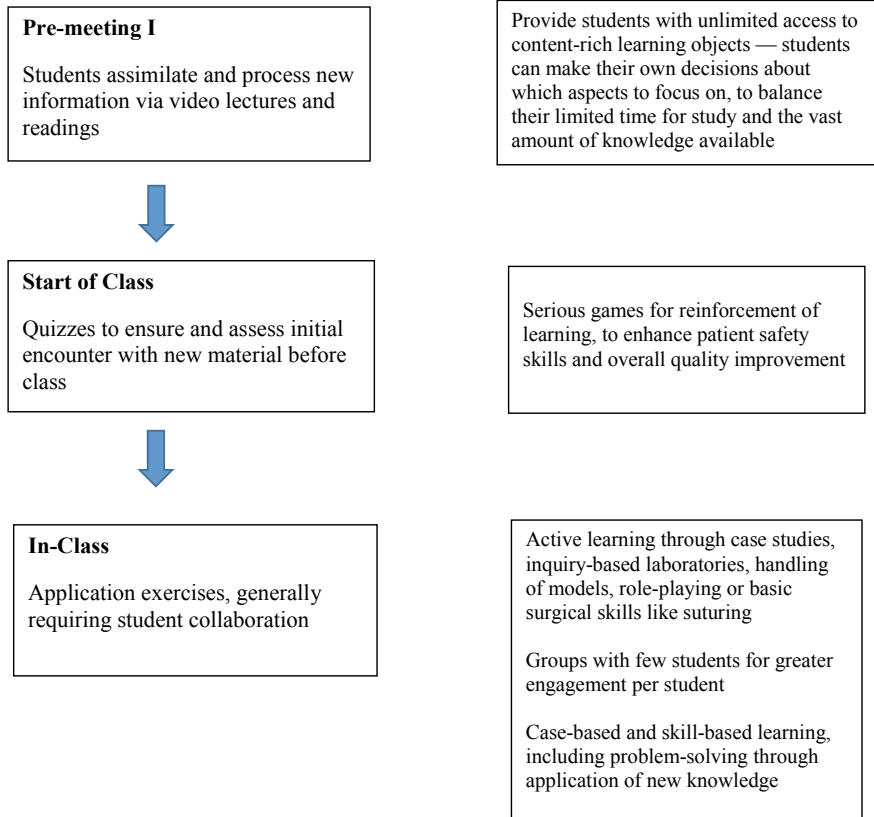 Pre-meeting I
Students assimilate and process new
information via video lectures and
readings
Provide students with unlimited access to
content-rich learning objects — students
can make their own decisions about
which aspects to focus on, to balance
their limited time for study and the vast
amount of knowledge available
Start of Class
Quizzes to ensure and assess initial
encounter with new material before
class
Serious games for reinforcement of
learning, to enhance patient safety
skills and overall quality improvement
In-Class
Application exercises, generally
requiring student collaboration
Active learning through case studies,
inquiry-based laboratories, handling
of models, role-playing or basic
surgical skills like suturing
Groups with few students for greater
engagement per student
Case-based and skill-based learning,
including problem-solving through
application of new knowledge